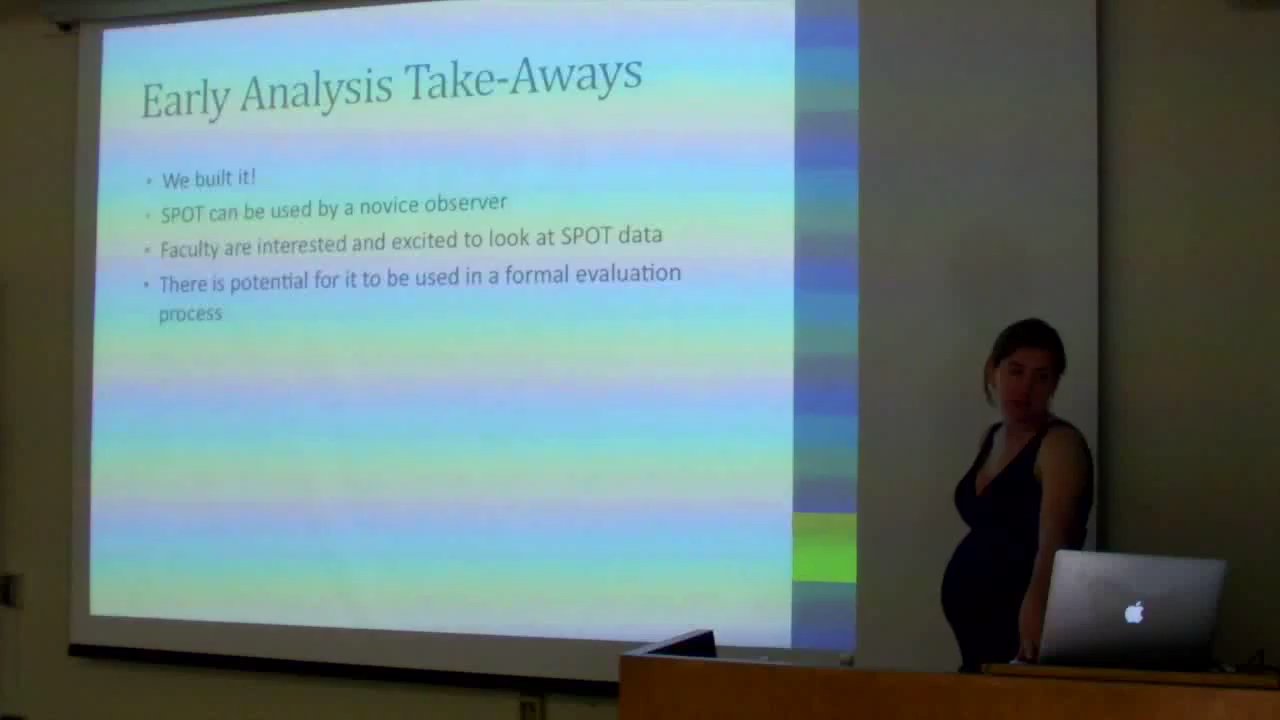 Early Analysis Take-Aways
• We built it!
• SPOT can be used by a novice observer
• Faculty are interested and excited to look at SPOT data
• There is potential for it to be used in a formal evaluation
process